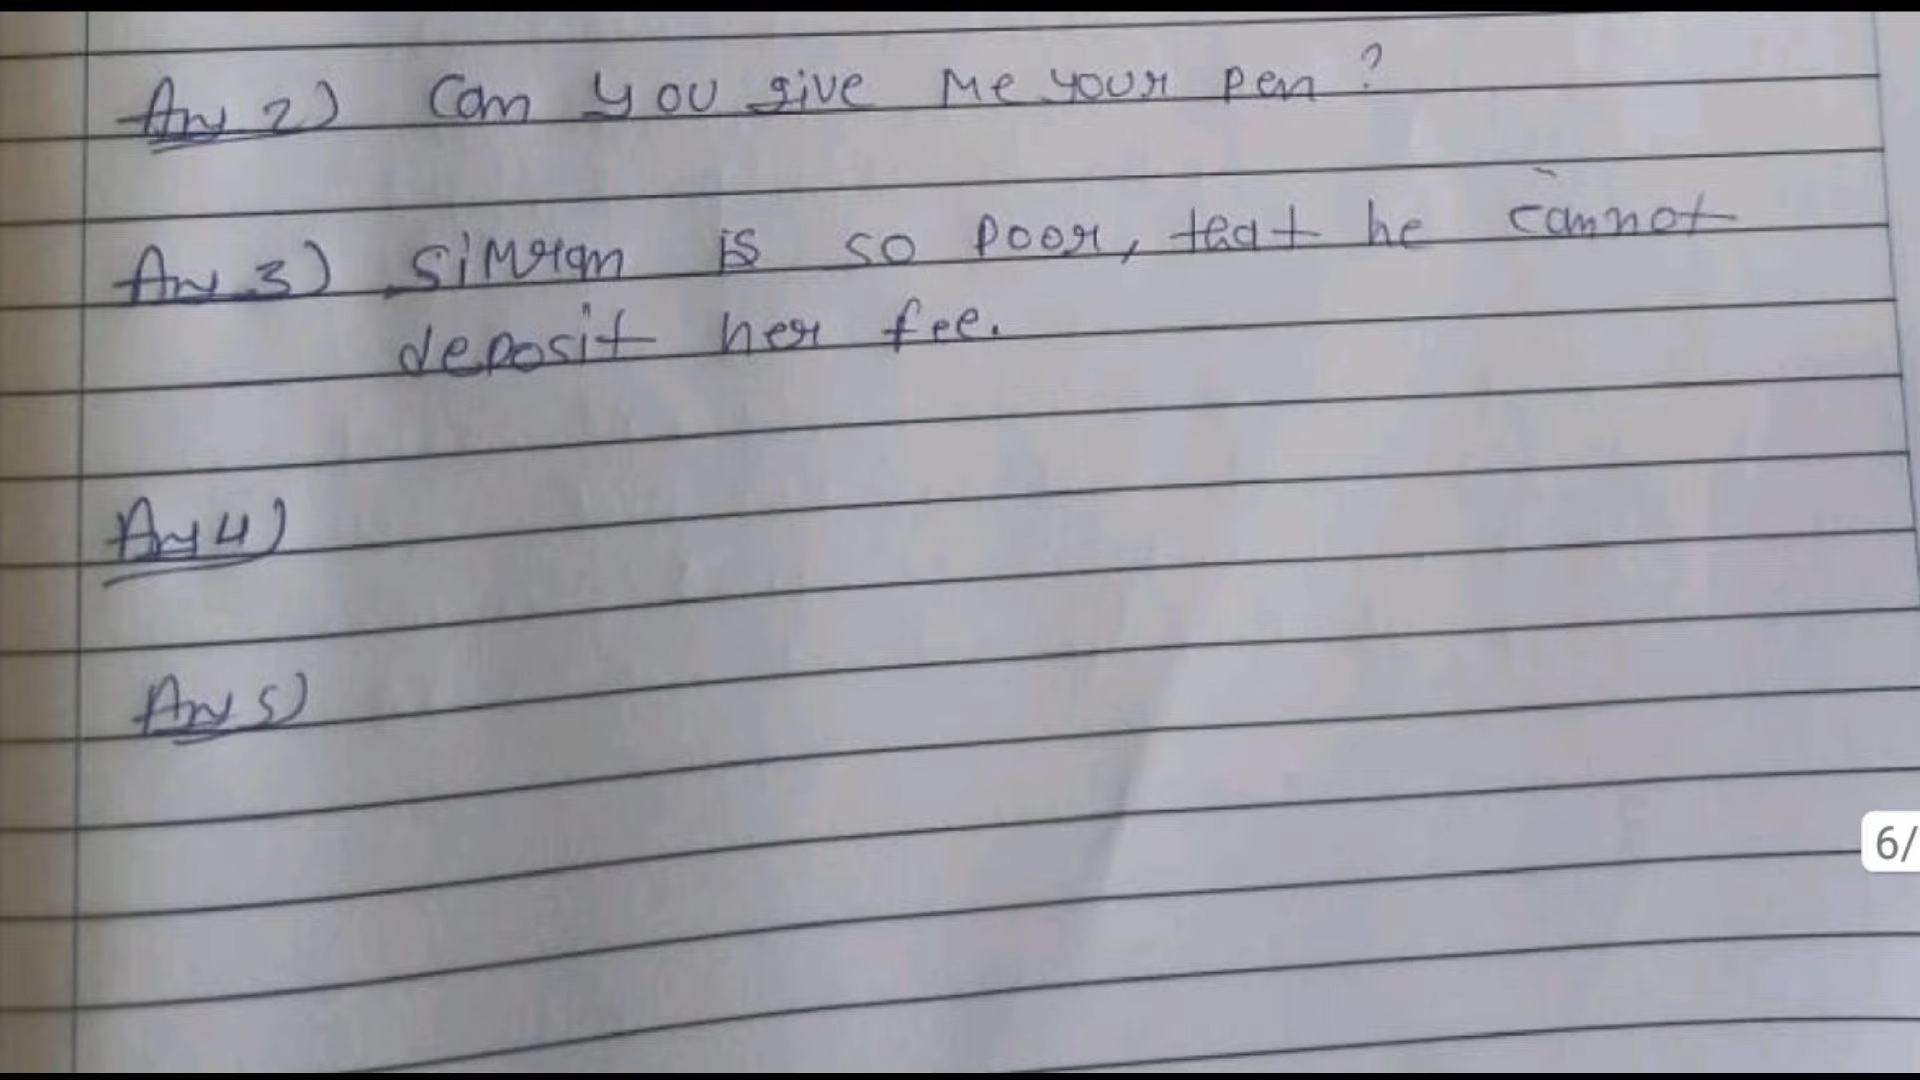 Ans 2) Can you give me your pen ?
Ans 3) Simran is so poor, teat he cannot
deposit her fee.
Ans 4)
Ans 5)
6/